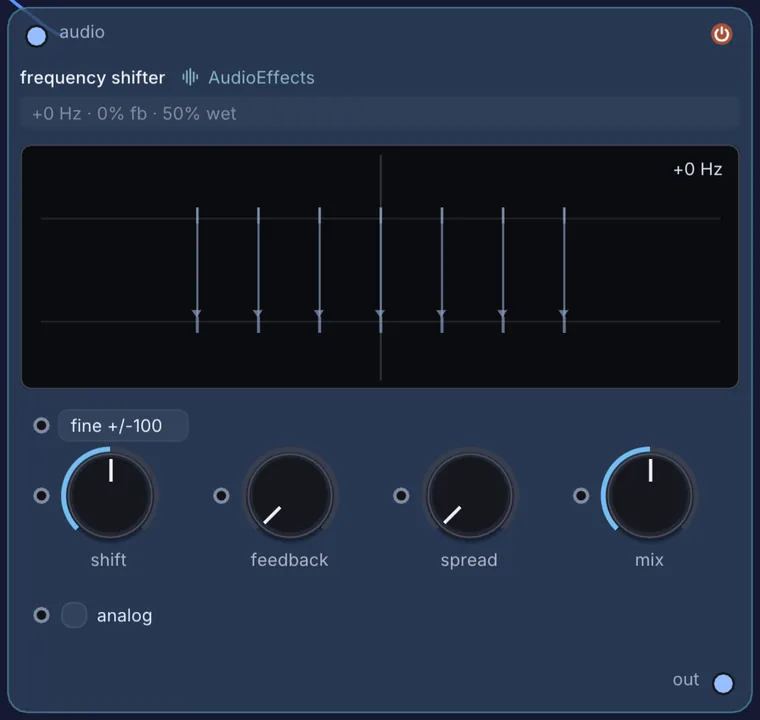 audio
frequency shifter AudioEffects
+0 Hz · 0% fb · 50% wet
+0 Hz
fine +/-100
shift feedback spread mix
analog
out